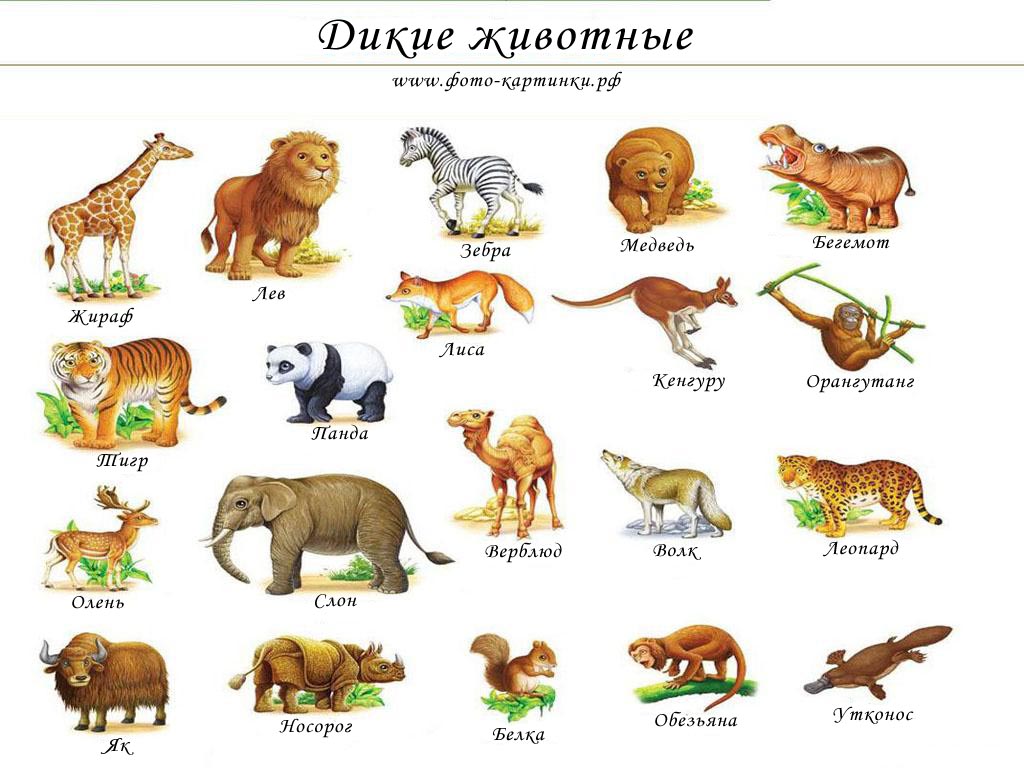 Дикие животные
www.фото-картинки.рф
Жираф
Лев
Зебра
Медведь
Бегемот
Лиса
Кенгуру
Орангутанг
Тигр
Панда
Верблюд
Волк
Леопард
Олень
Слон
Як
Носорог
Белка
Обезьяна
Утконос